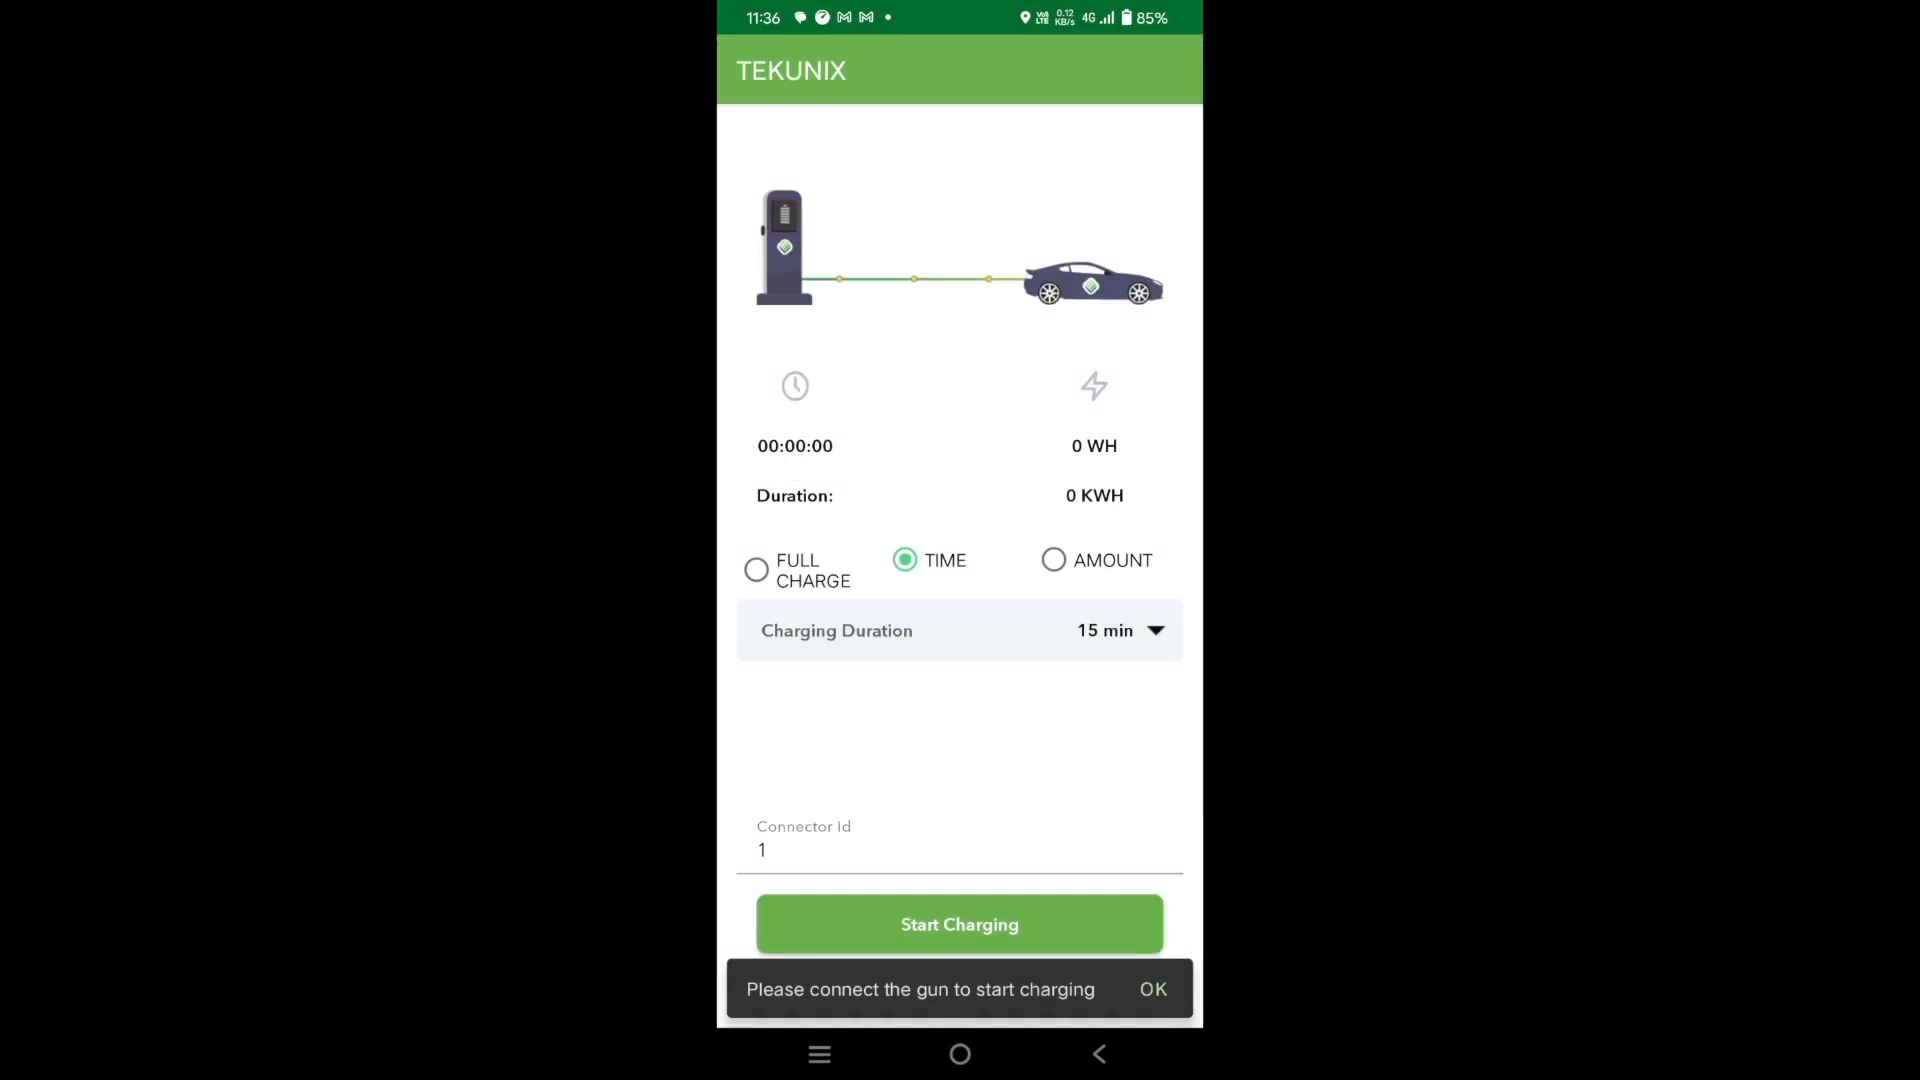 11:36 0.12 KB/s 4G 85%
TEKUNIX
00:00:00 0 WH
Duration: 0 KWH
FULL CHARGE TIME AMOUNT
Charging Duration 15 min
Connector Id
1
Start Charging
Please connect the gun to start charging OK